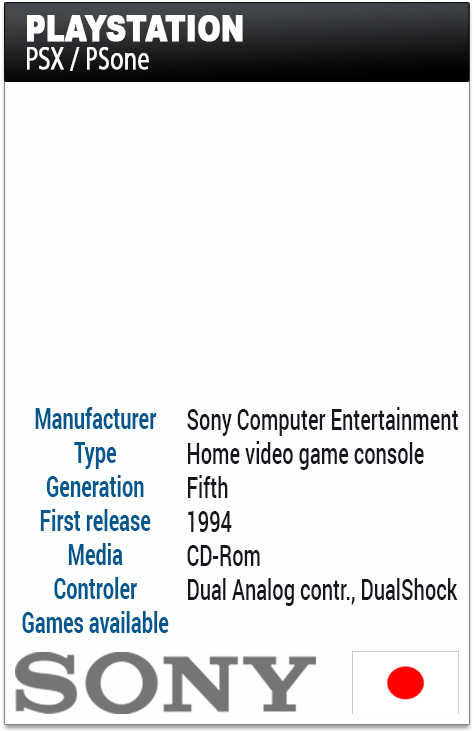 PLAYSTATION
PSX / PSone
Manufacturer Sony Computer Entertainment
Type Home video game console
Generation Fifth
First release 1994
Media CD-Rom
Controler Dual Analog contr., DualShock
Games available
SONY